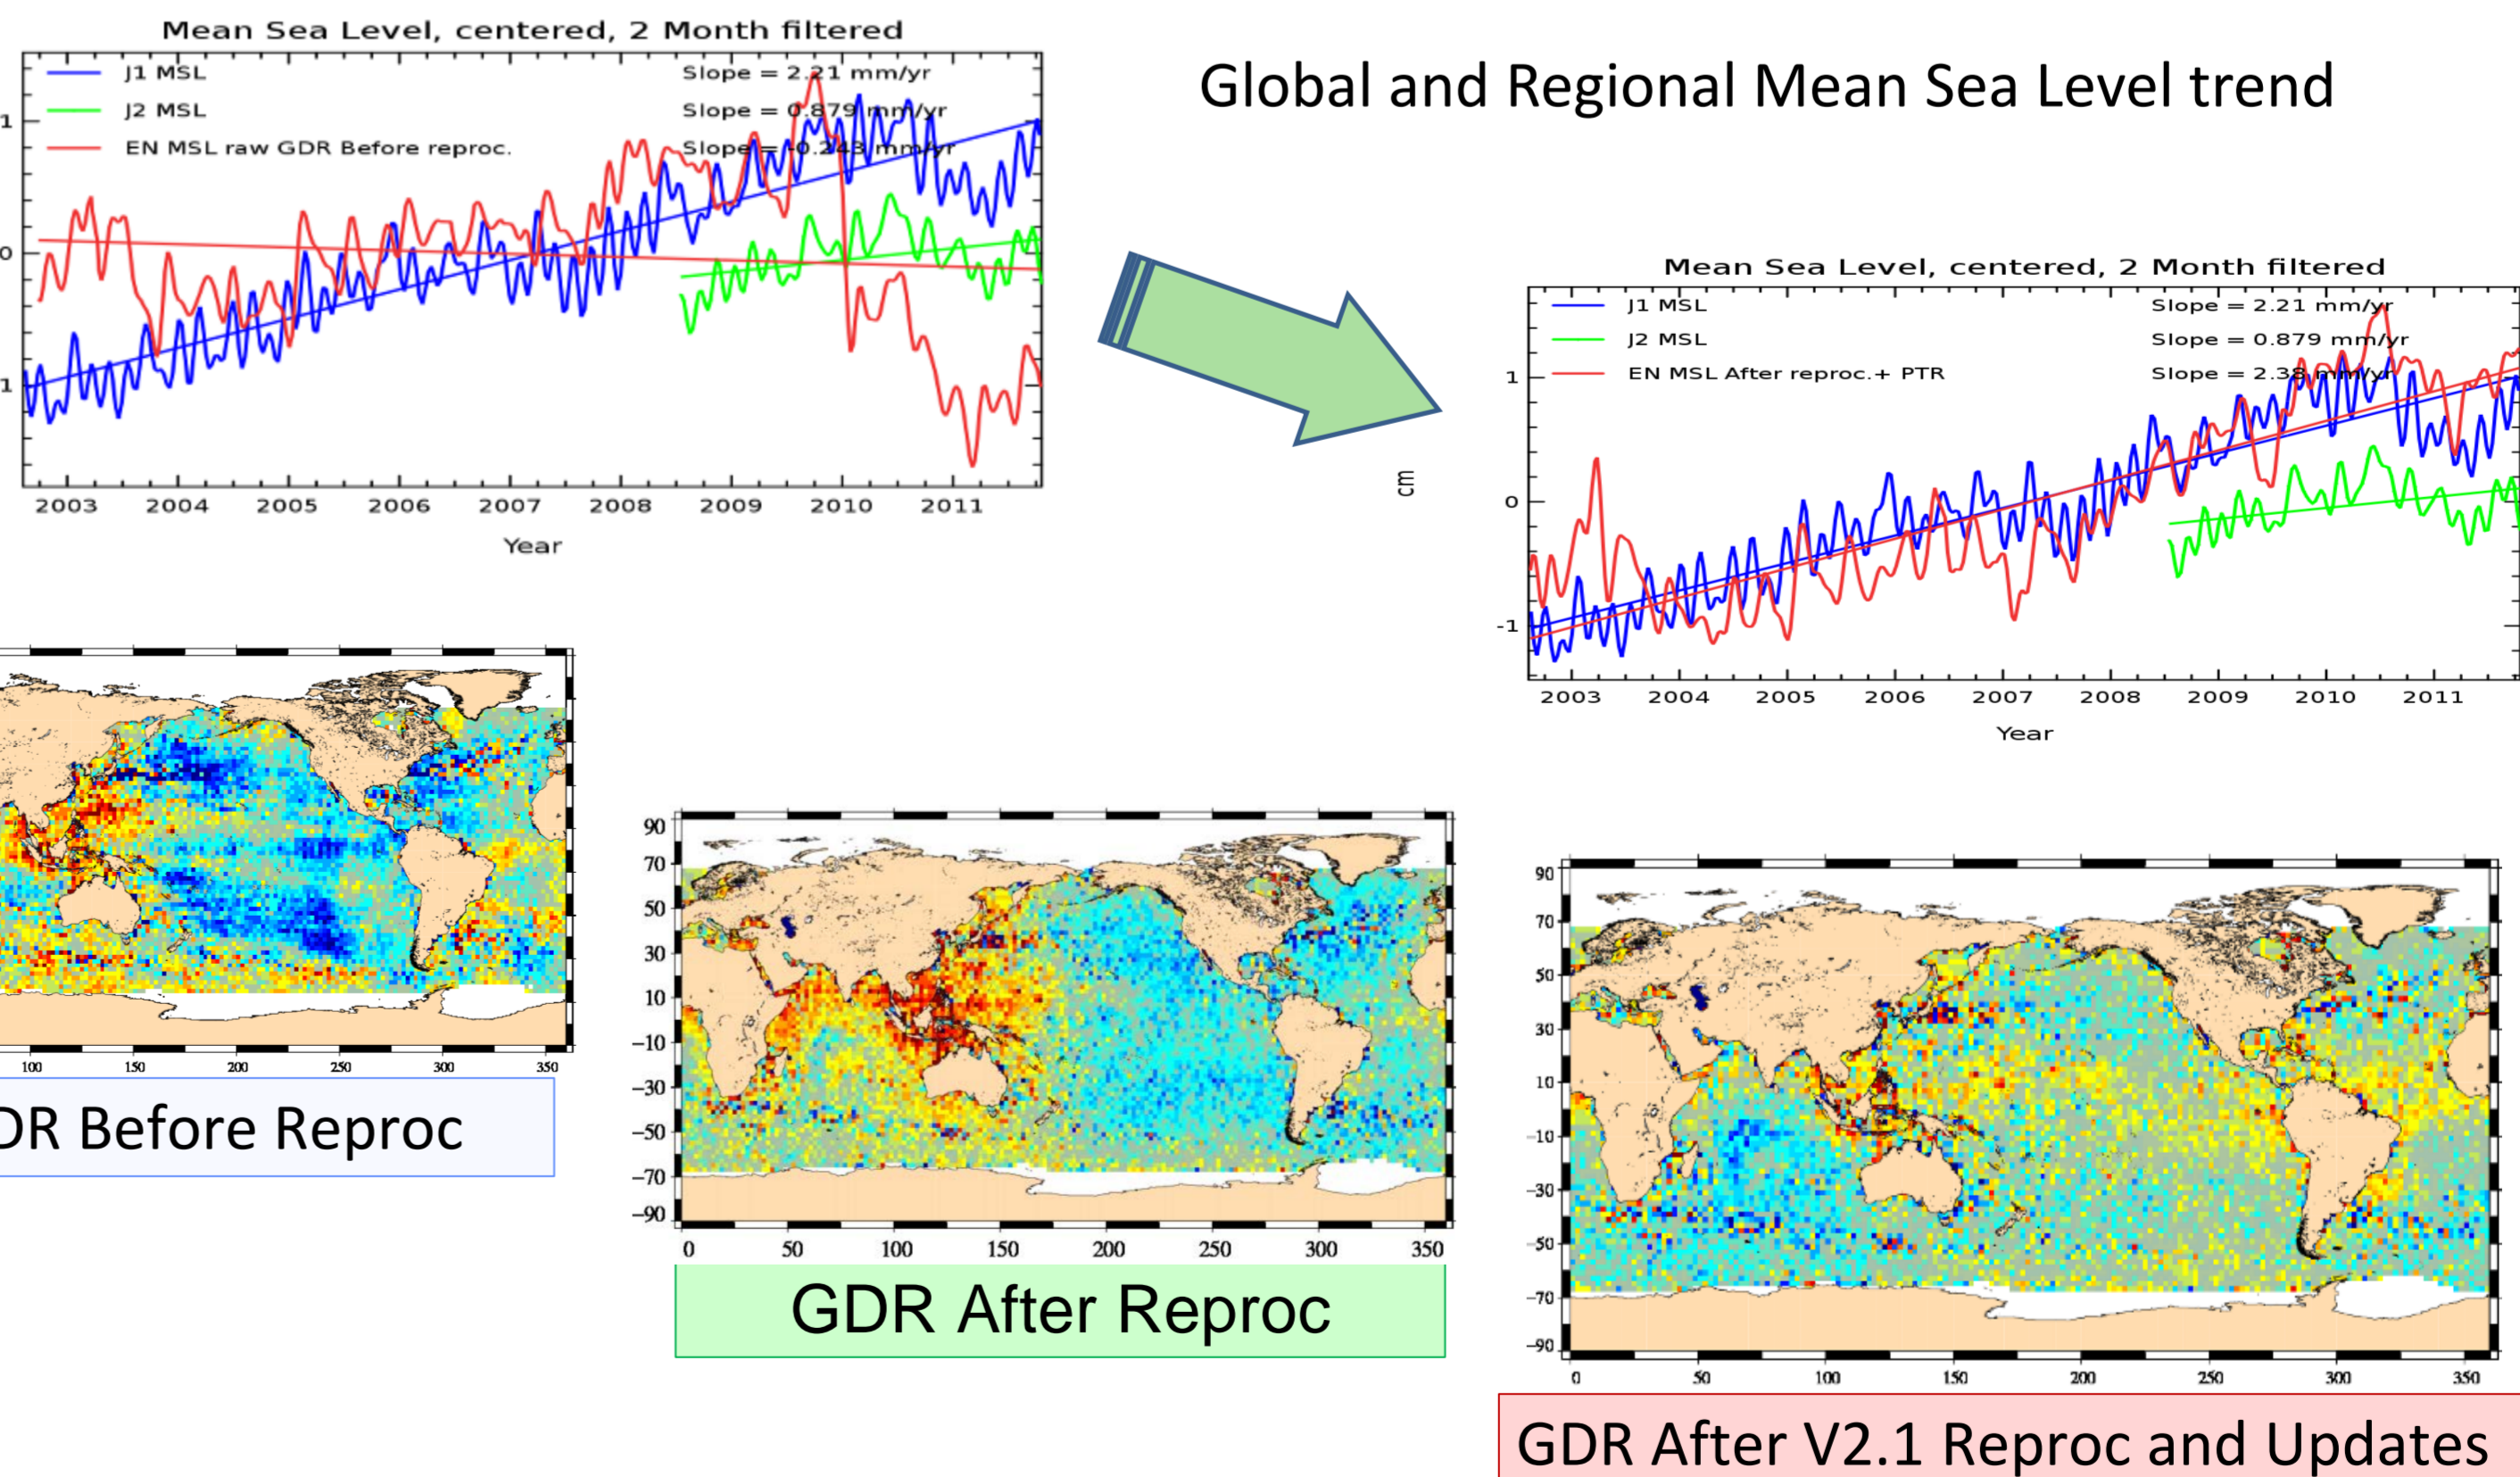 Mean Sea Level, centered, 2 Month filtered
J1 MSL Slope = 2.21 mm/yr
J2 MSL Slope = 0.879 mm/yr
EN MSL raw GDR Before reproc. Slope = -0.243 mm/yr
1
0
1
2003 2004 2005 2006 2007 2008 2009 2010 2011
Year
Global and Regional Mean Sea Level trend
Mean Sea Level, centered, 2 Month filtered
J1 MSL Slope = 2.21 mm/yr
J2 MSL Slope = 0.879 mm/yr
EN MSL After reproc.+ PTR Slope = 2.38 mm/yr
cm
1
0
-1
2003 2004 2005 2006 2007 2008 2009 2010 2011
Year
100 150 200 250 300 350
DR Before Reproc
90
70
50
30
10
-10
-30
-50
-70
-90
0 50 100 150 200 250 300 350
GDR After Reproc
90
70
50
30
10
-10
-30
-50
-70
-90
0 50 100 150 200 250 300 350
GDR After V2.1 Reproc and Updates